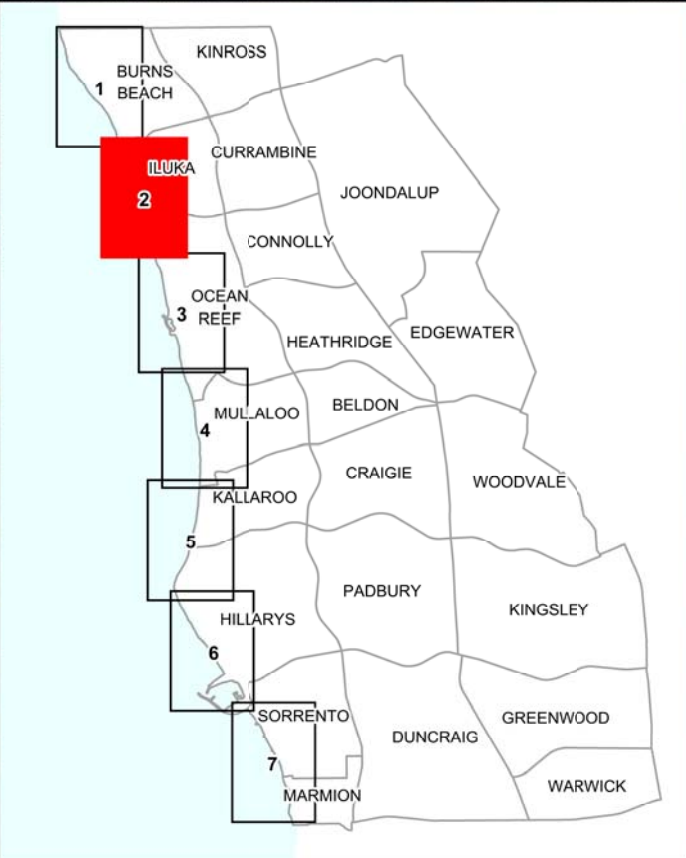 KINROSS
BURNS
BEACH
1
CURRAMBINE
ILUKA
JOONDALUP
2
CONNOLLY
OCEAN
REEF
3
EDGEWATER
HEATHRIDGE
BELDON
MULLALOO
4
CRAIGIE
WOODVALE
KALLAROO
5
PADBURY
KINGSLEY
HILLARYS
6
SORRENTO
GREENWOOD
DUNCRAIG
7
WARWICK
MARMION